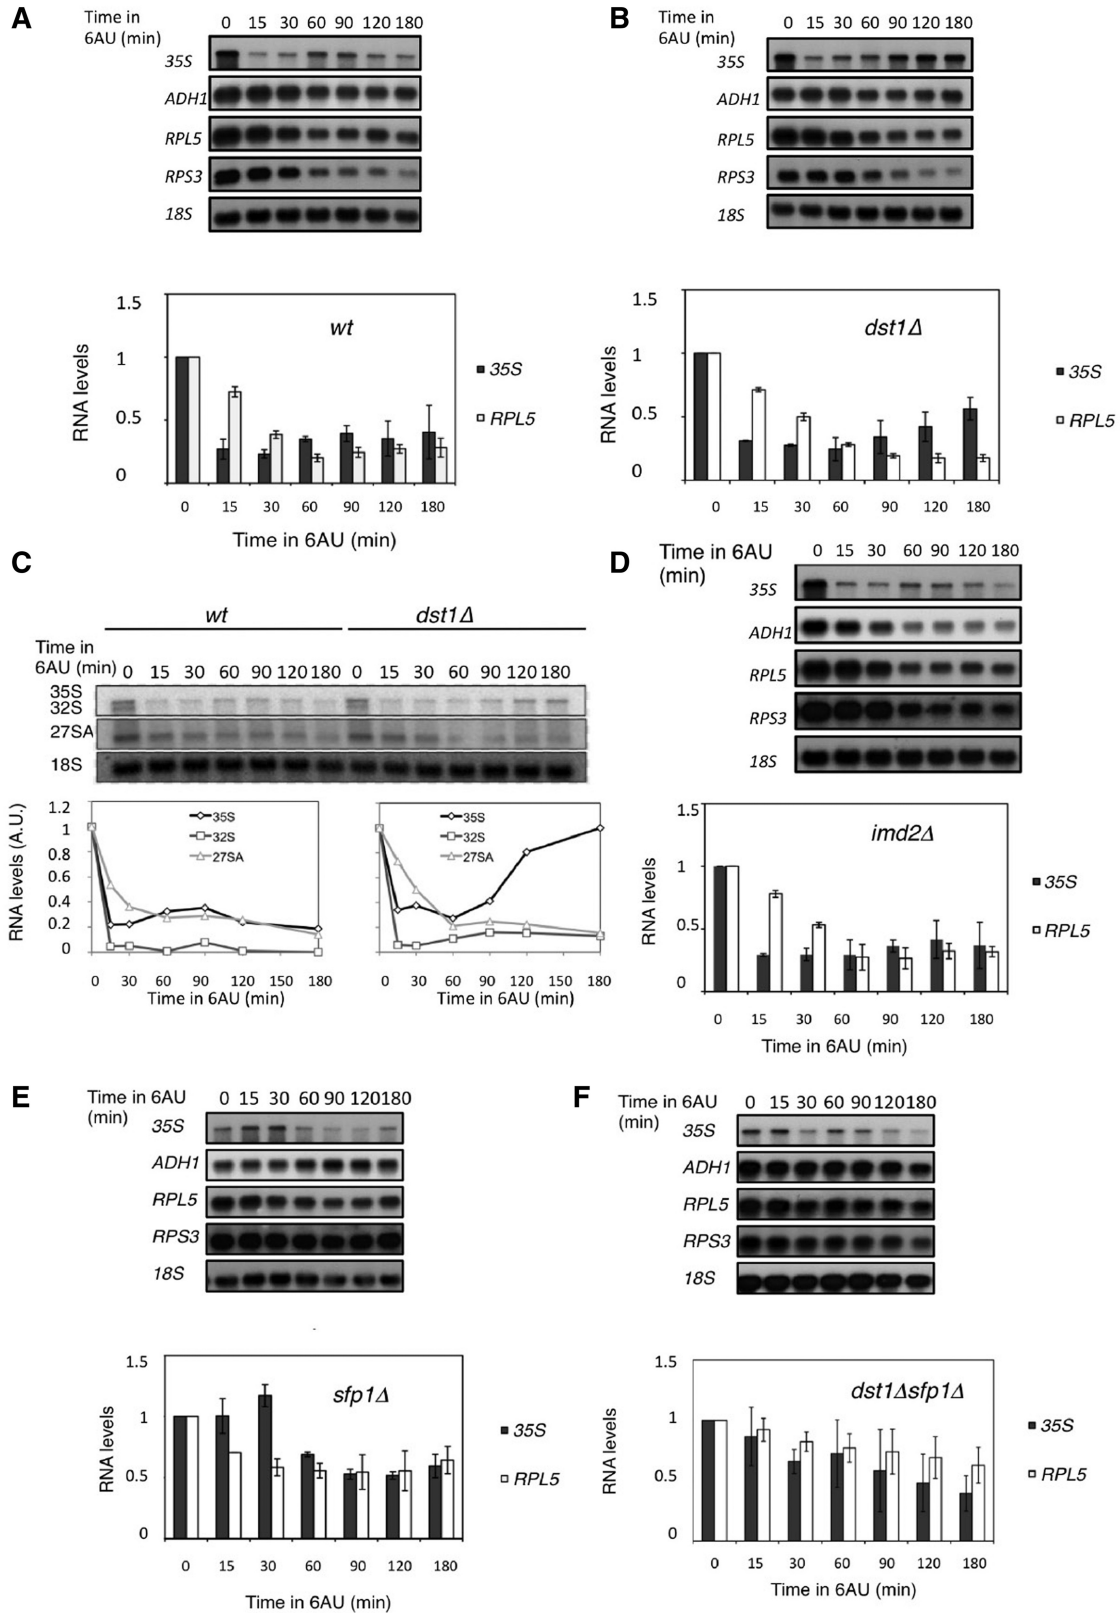 A
Time in 6AU (min)
0 15 30 60 90 120 180
35S
ADH1
RPL5
RPS3
18S
1.5
1
0.5
0
RNA levels
wt
35S
RPL5
0 15 30 60 90 120 180
Time in 6AU (min)
B
Time in 6AU (min)
0 15 30 60 90 120 180
35S
ADH1
RPL5
RPS3
18S
1.5
1
0.5
0
RNA levels
dst1Δ
35S
RPL5
0 15 30 60 90 120 180
C
wt
dst1Δ
Time in 6AU (min)
0 15 30 60 90 120 180 0 15 30 60 90 120 180
35S
32S
27SA
18S
1.2
1
0.8
0.6
0.4
0.2
0
RNA levels (A.U.)
35S
32S
27SA
35S
32S
27SA
0 30 60 90 120 150 180
0 30 60 90 120 150 180
Time in 6AU (min)
Time in 6AU (min)
D
Time in 6AU (min)
0 15 30 60 90 120 180
35S
ADH1
RPL5
RPS3
18S
1.5
1
0.5
0
RNA levels
imd2Δ
35S
RPL5
0 15 30 60 90 120 180
Time in 6AU (min)
E
Time in 6AU (min)
0 15 30 60 90 120 180
35S
ADH1
RPL5
RPS3
18S
1.5
1
0.5
0
RNA levels
sfp1Δ
35S
RPL5
0 15 30 60 90 120 180
Time in 6AU (min)
F
Time in 6AU (min)
0 15 30 60 90 120 180
35S
ADH1
RPL5
RPS3
18S
1.5
1
0.5
0
RNA levels
dst1Δsfp1Δ
35S
RPL5
0 15 30 60 90 120 180
Time in 6AU (min)